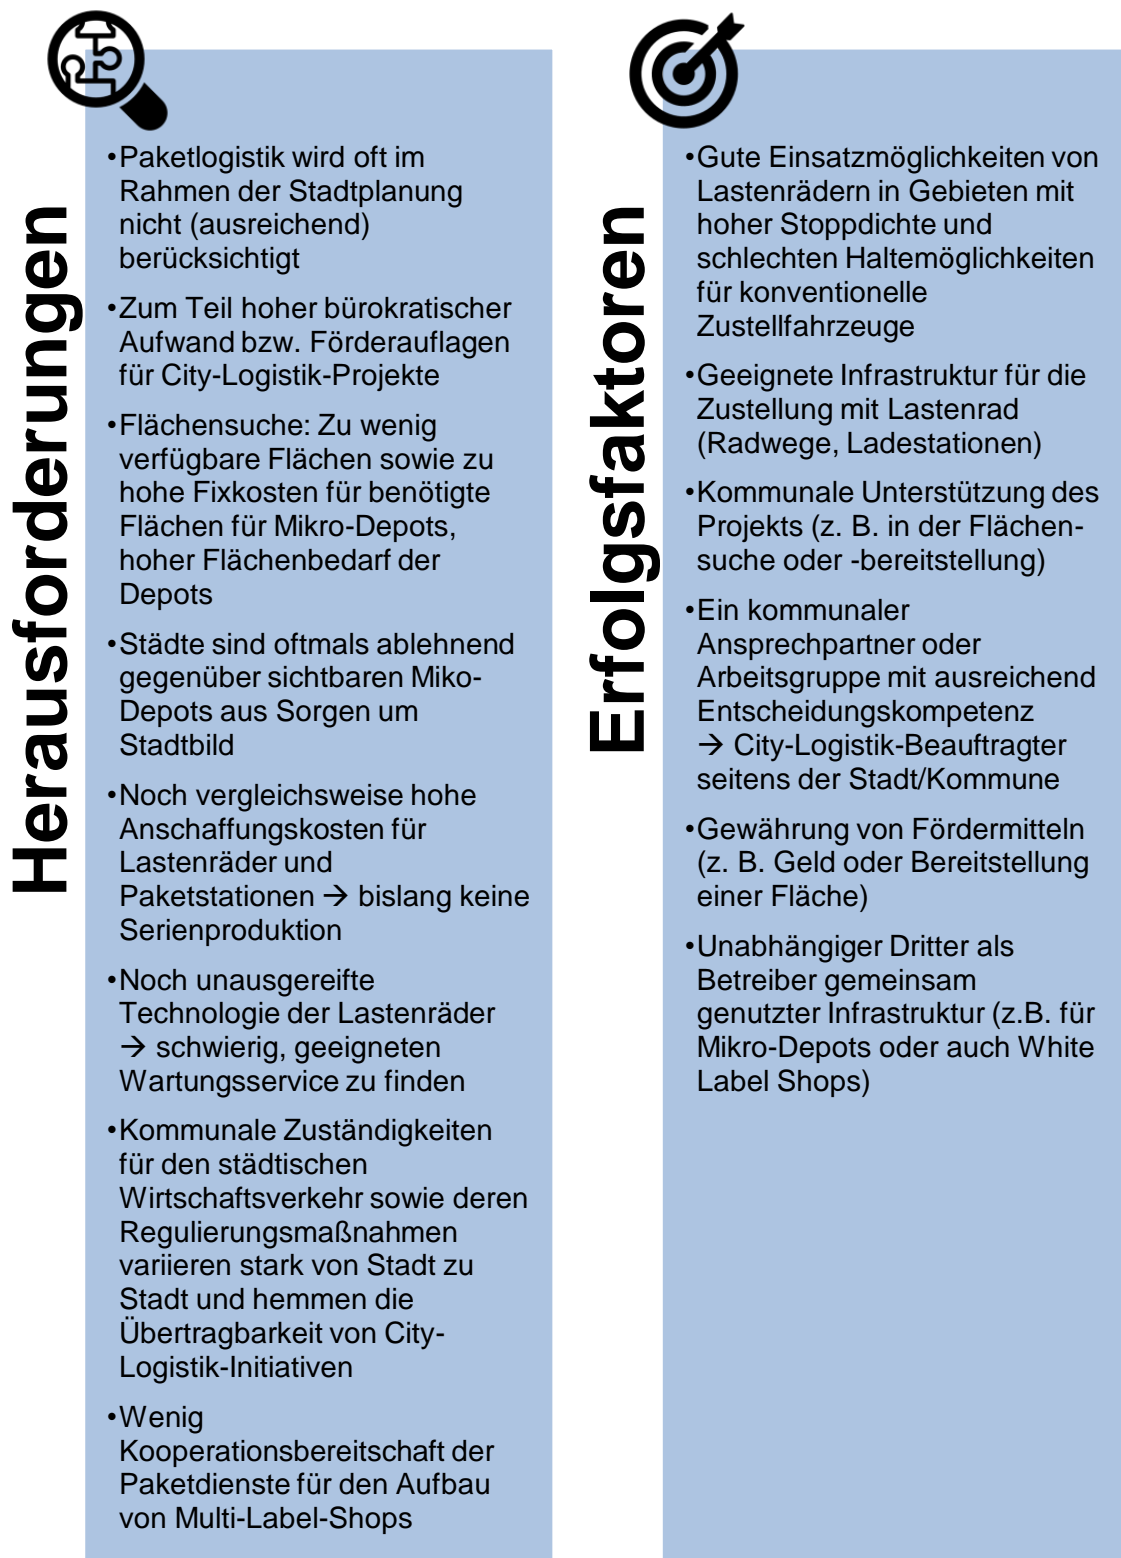 Herausforderungen
•Paketlogistik wird oft im
Rahmen der Stadtplanung
nicht (ausreichend)
berücksichtigt
•Zum Teil hoher bürokratischer
Aufwand bzw. Förderauflagen
für City-Logistik-Projekte
•Flächensuche: Zu wenig
verfügbare Flächen sowie zu
hohe Fixkosten für benötigte
Flächen für Mikro-Depots,
hoher Flächenbedarf der
Depots
•Städte sind oftmals ablehnend
gegenüber sichtbaren Miko-
Depots aus Sorgen um
Stadtbild
•Noch vergleichsweise hohe
Anschaffungskosten für
Lastenräder und
Paketstationen → bislang keine
Serienproduktion
•Noch unausgereifte
Technologie der Lastenräder
→ schwierig, geeigneten
Wartungsservice zu finden
•Kommunale Zuständigkeiten
für den städtischen
Wirtschaftsverkehr sowie deren
Regulierungsmaßnahmen
variieren stark von Stadt zu
Stadt und hemmen die
Übertragbarkeit von City-
Logistik-Initiativen
•Wenig
Kooperationsbereitschaft der
Paketdienste für den Aufbau
von Multi-Label-Shops
Erfolgsfaktoren
•Gute Einsatzmöglichkeiten von
Lastenrädern in Gebieten mit
hoher Stoppdichte und
schlechten Haltemöglichkeiten
für konventionelle
Zustellfahrzeuge
•Geeignete Infrastruktur für die
Zustellung mit Lastenrad
(Radwege, Ladestationen)
•Kommunale Unterstützung des
Projekts (z. B. in der Flächen-
suche oder -bereitstellung)
•Ein kommunaler
Ansprechpartner oder
Arbeitsgruppe mit ausreichend
Entscheidungskompetenz
→ City-Logistik-Beauftragter
seitens der Stadt/Kommune
•Gewährung von Fördermitteln
(z. B. Geld oder Bereitstellung
einer Fläche)
•Unabhängiger Dritter als
Betreiber gemeinsam
genutzter Infrastruktur (z.B. für
Mikro-Depots oder auch White
Label Shops)